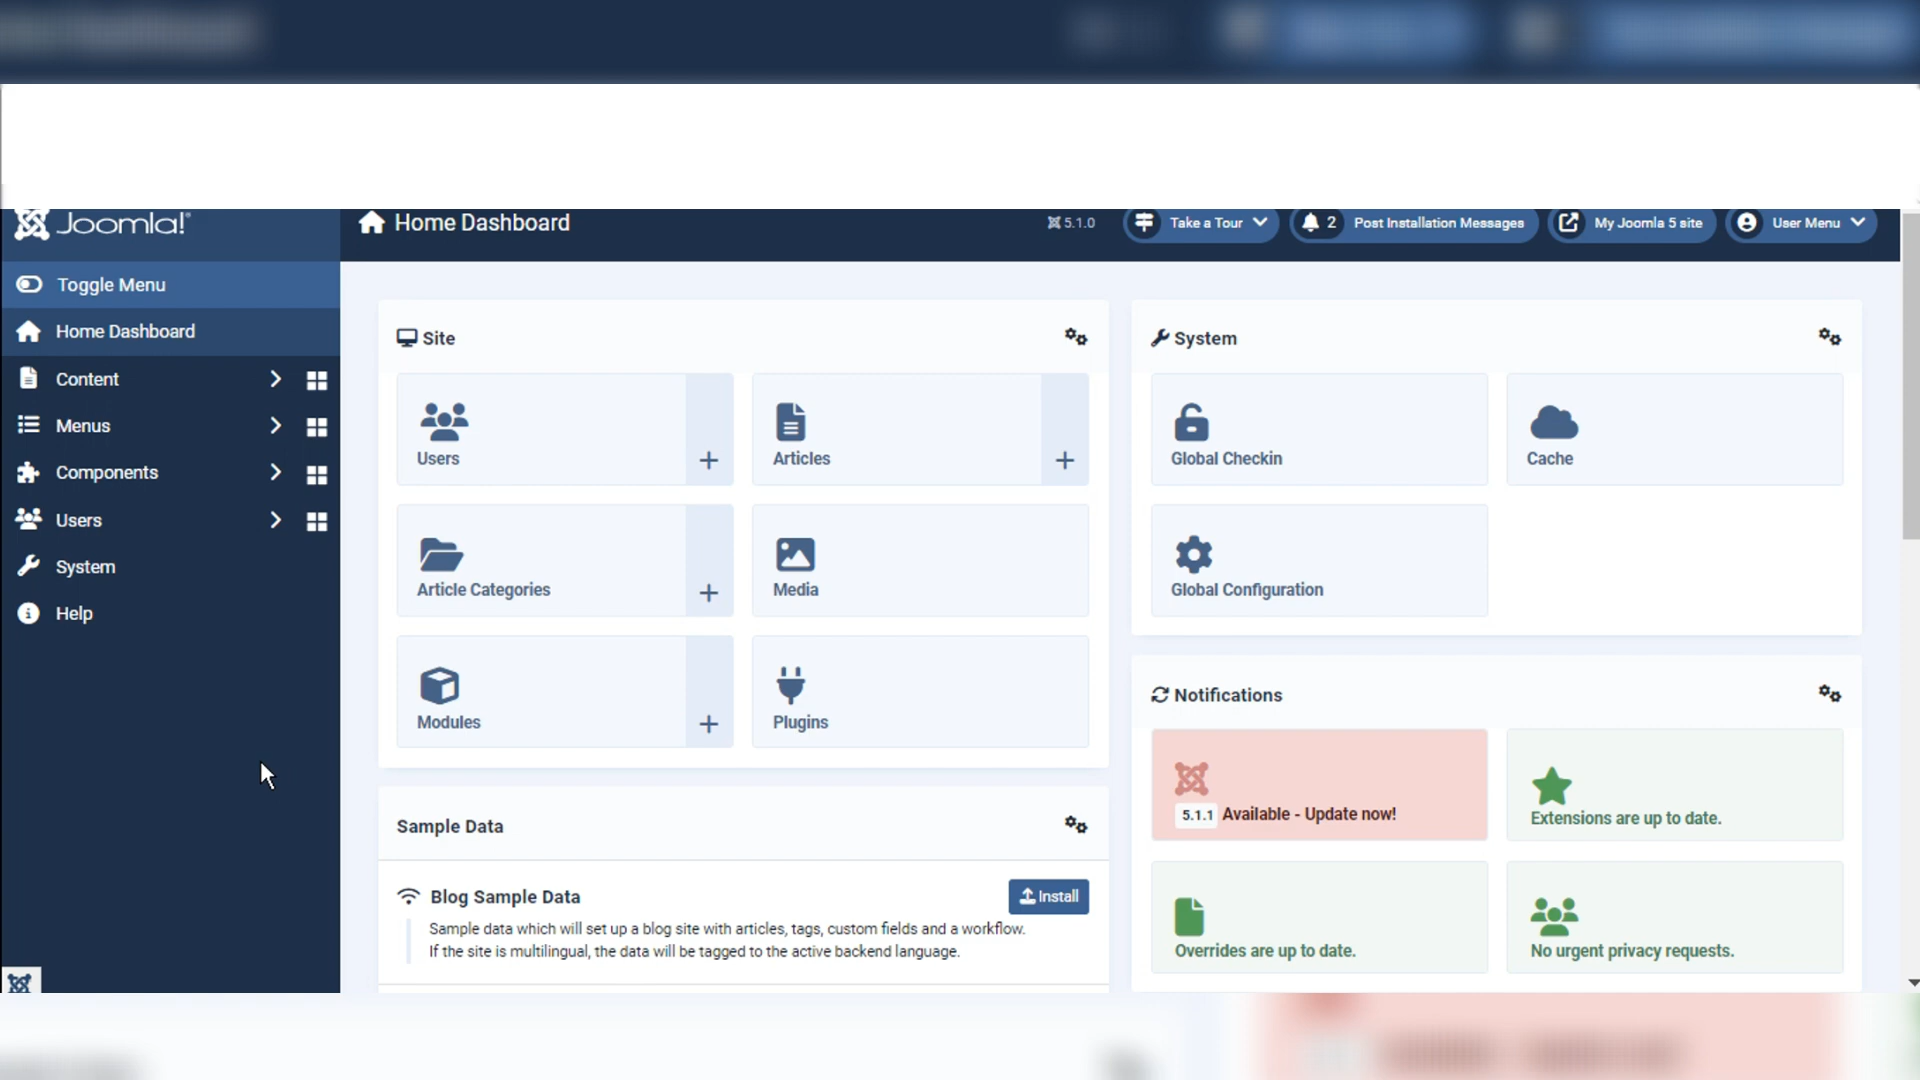 Joomla!
Home Dashboard
5.1.0
Take a Tour
2 Post Installation Messages
My Joomla 5 site
User Menu
Toggle Menu
Home Dashboard
Content
Menus
Components
Users
System
Help
Site
Users
Articles
Article Categories
Media
Modules
Plugins
Sample Data
Blog Sample Data
Install
Sample data which will set up a blog site with articles, tags, custom fields and a workflow.
If the site is multilingual, the data will be tagged to the active backend language.
System
Global Checkin
Cache
Global Configuration
Notifications
5.1.1 Available - Update now!
Extensions are up to date.
Overrides are up to date.
No urgent privacy requests.